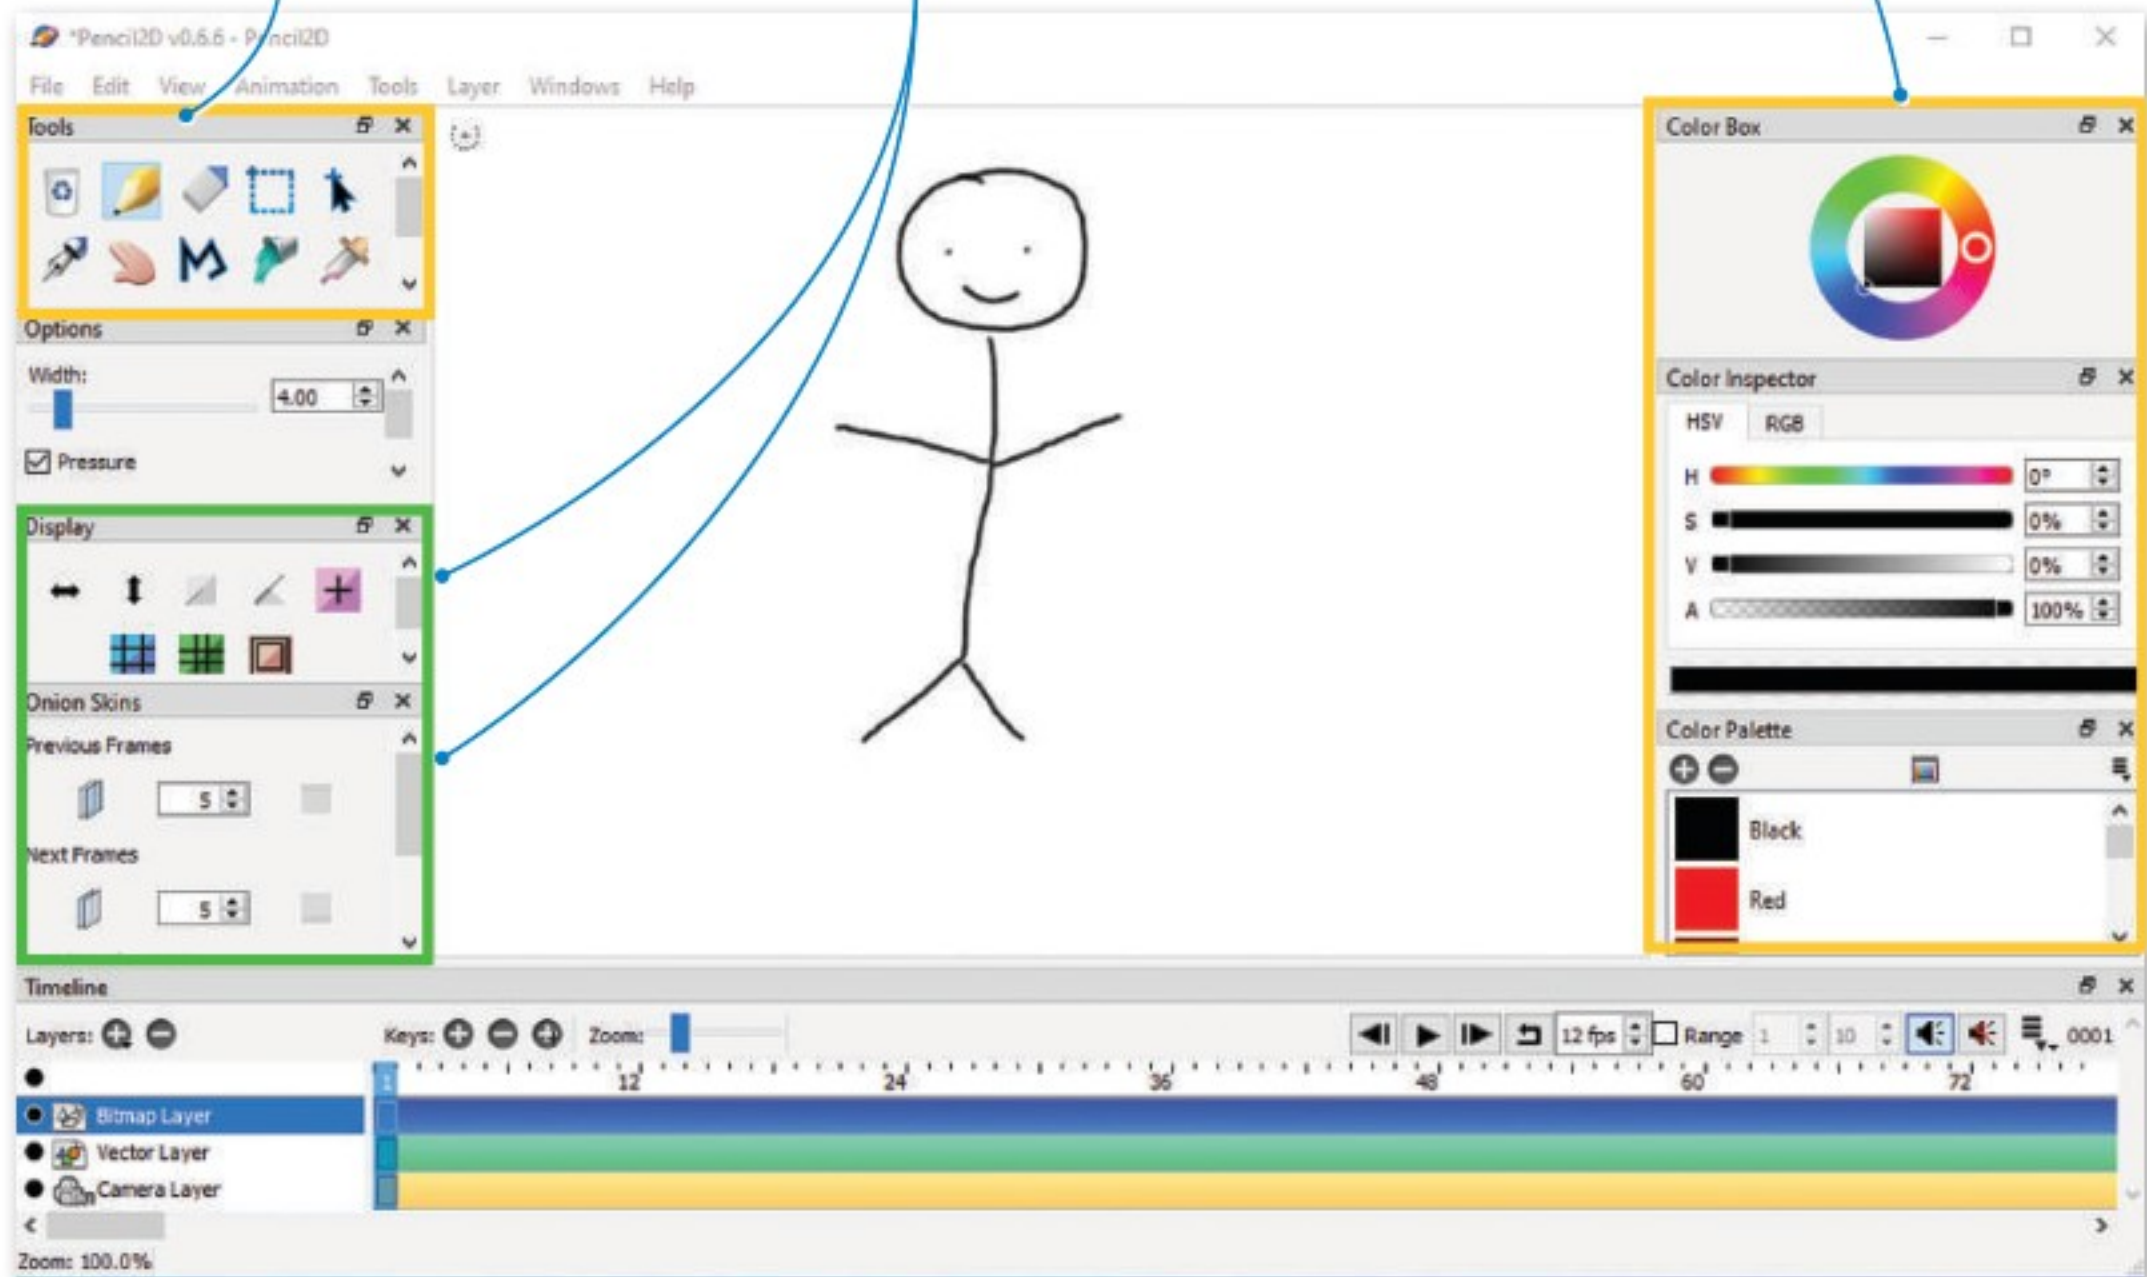 *Pencil2D v0.6.6 - Pencil2D
File Edit View Animation Tools Layer Windows Help
Tools
Options
Width:
4.00
Pressure
Display
Onion Skins
Previous Frames
5
Next Frames
5
Color Box
Color Inspector
HSV RGB
H 0°
S 0%
V 0%
A 100%
Color Palette
Black
Red
Timeline
Layers: Keys: Zoom: 12 fps Range 1 10 0001
12 24 36 48 60 72
Bitmap Layer
Vector Layer
Camera Layer
Zoom: 100.0%